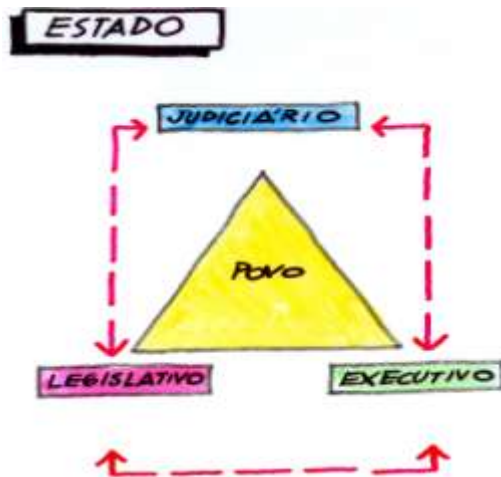 ESTADO
JUDICIÁRIO
POVO
LEGISLATIVO
EXECUTIVO